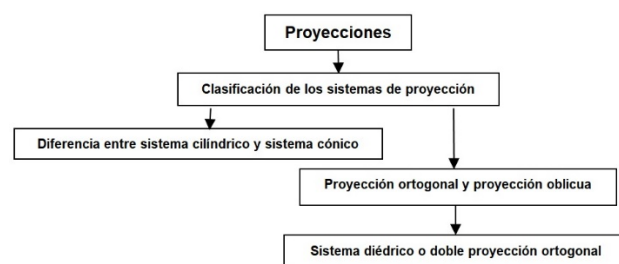 Proyecciones
Clasificación de los sistemas de proyección
Diferencia entre sistema cilíndrico y sistema cónico
Proyección ortogonal y proyección oblicua
Sistema diédrico o doble proyección ortogonal